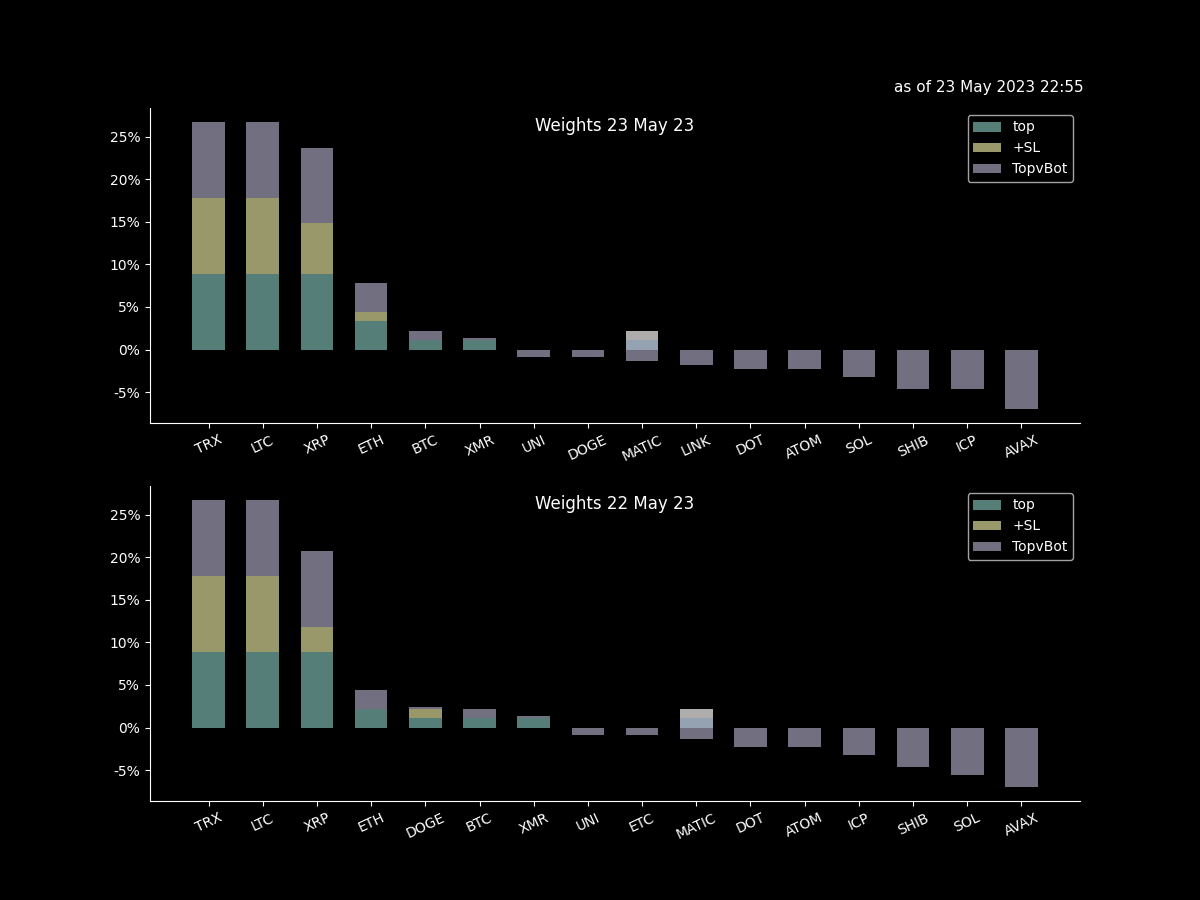 as of 23 May 2023 22:55
Weights 23 May 23
top
+SL
TopvBot
25%
20%
15%
10%
5%
0%
-5%
TRX LTC XRP ETH BTC XMR UNI DOGE MATIC LINK DOT ATOM SOL SHIB ICP AVAX
Weights 22 May 23
top
+SL
TopvBot
25%
20%
15%
10%
5%
0%
-5%
TRX LTC XRP ETH DOGE BTC XMR UNI ETC MATIC DOT ATOM ICP SHIB SOL AVAX